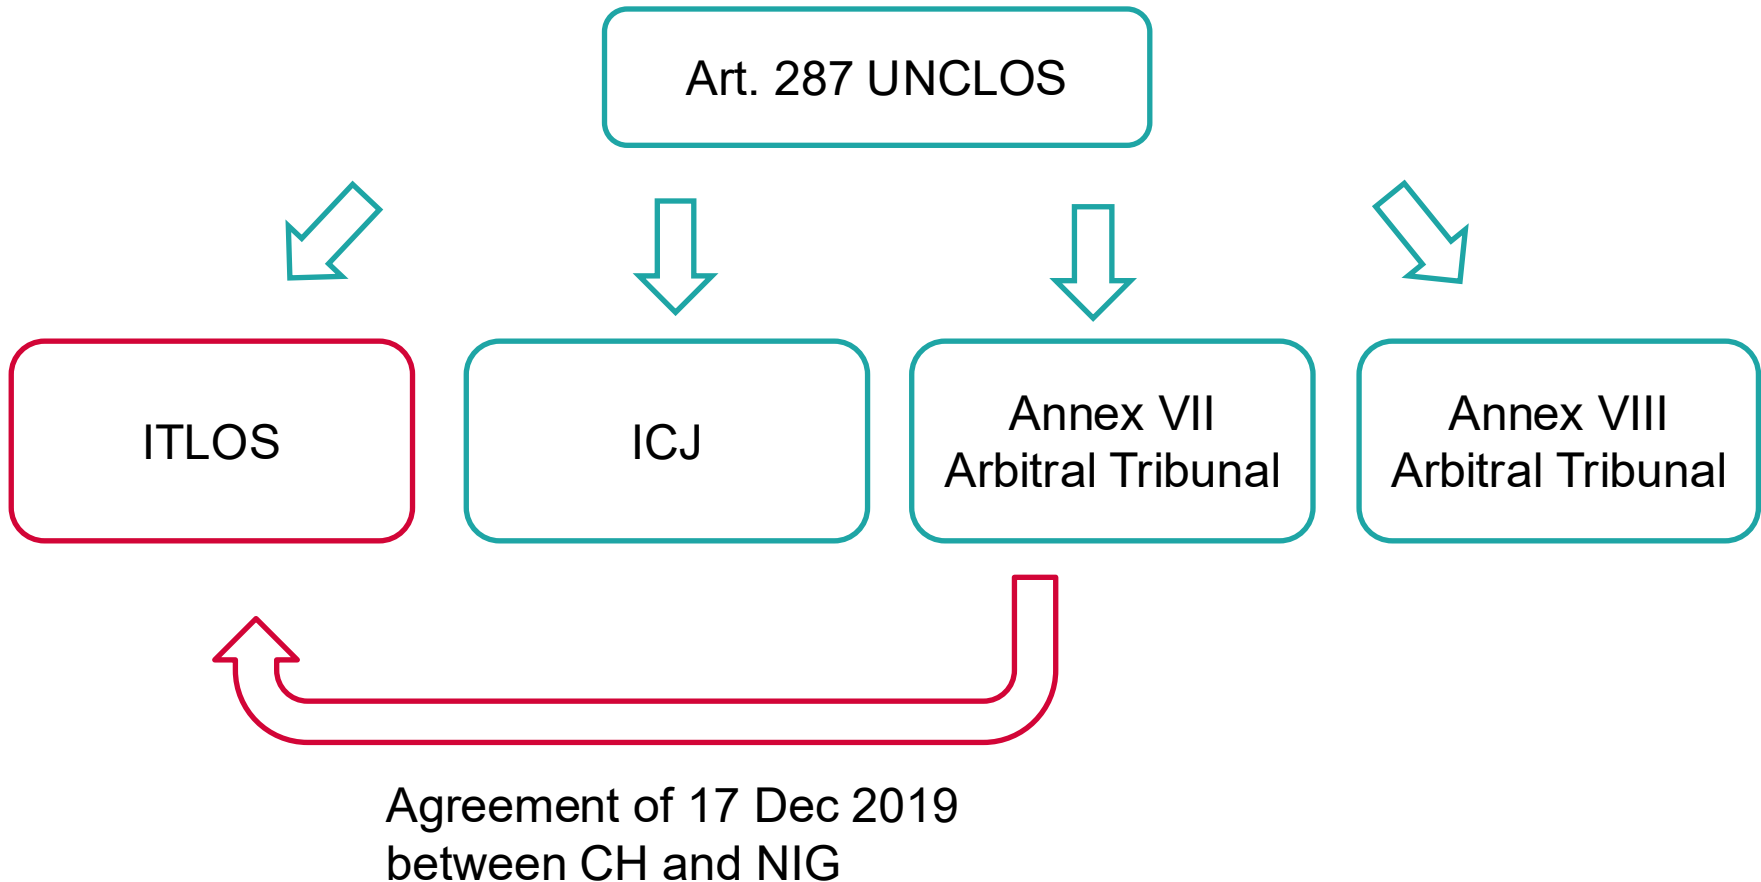 Art. 287 UNCLOS
ITLOS
ICJ
Annex VII
Arbitral Tribunal
Annex VIII
Arbitral Tribunal
Agreement of 17 Dec 2019
between CH and NIG